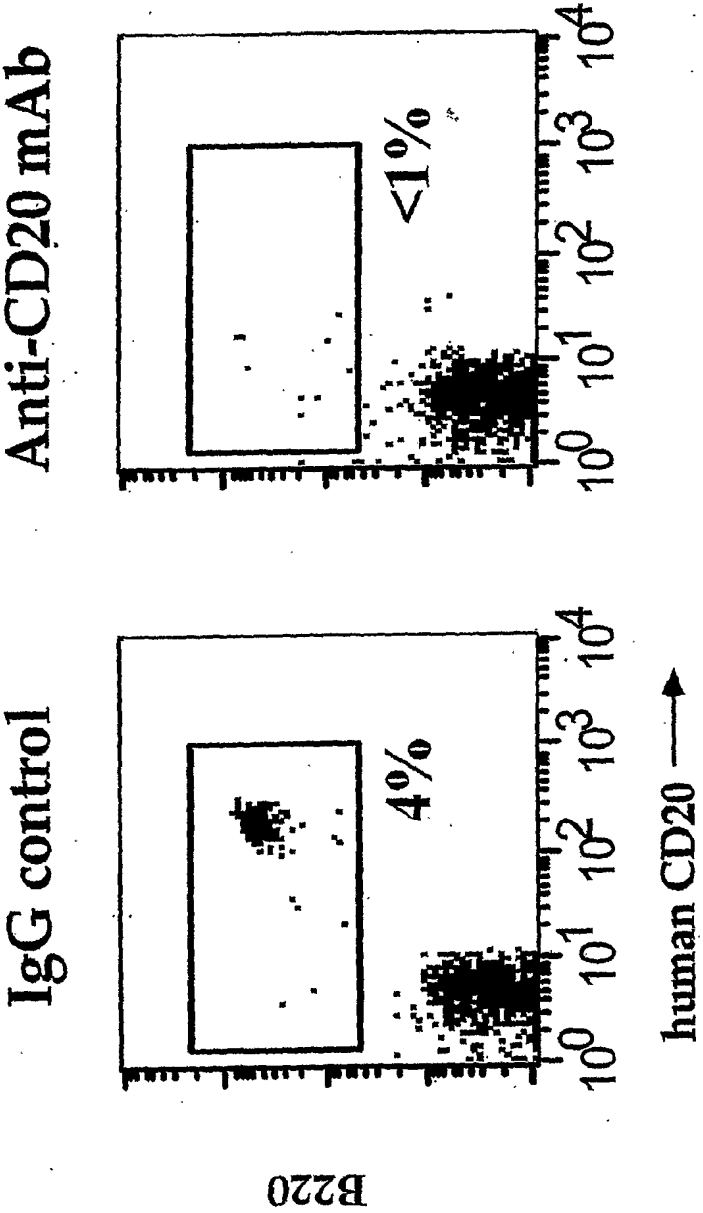 IgG control
Anti-CD20 mAb
B220
4%
<1%
10⁰ 10¹ 10² 10³ 10⁴
10⁰ 10¹ 10² 10³ 10⁴
human CD20